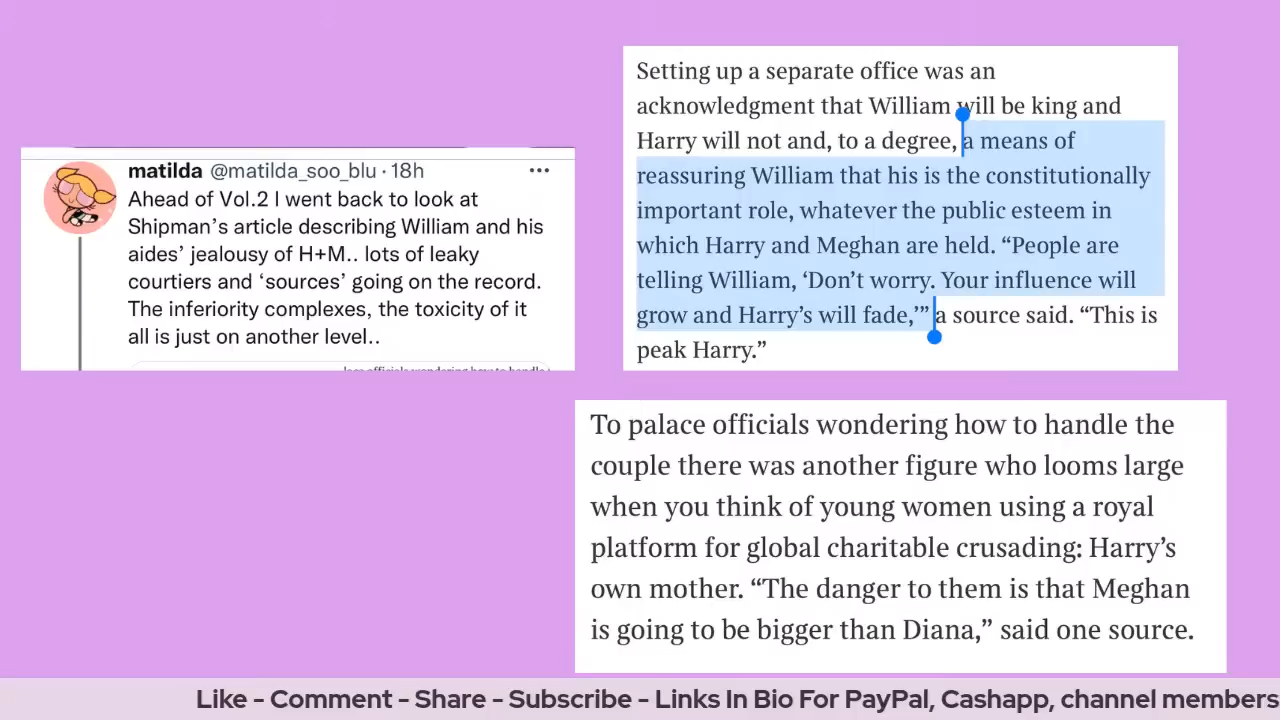 matilda @matilda_soo_blu · 18h
Ahead of Vol.2 I went back to look at
Shipman’s article describing William and his
aides’ jealousy of H+M.. lots of leaky
courtiers and ‘sources’ going on the record.
The inferiority complexes, the toxicity of it
all is just on another level..
Setting up a separate office was an
acknowledgment that William will be king and
Harry will not and, to a degree, a means of
reassuring William that his is the constitutionally
important role, whatever the public esteem in
which Harry and Meghan are held. “People are
telling William, ‘Don’t worry. Your influence will
grow and Harry’s will fade,’” a source said. “This is
peak Harry.”
To palace officials wondering how to handle the
couple there was another figure who looms large
when you think of young women using a royal
platform for global charitable crusading: Harry’s
own mother. “The danger to them is that Meghan
is going to be bigger than Diana,” said one source.
Like - Comment - Share - Subscribe - Links In Bio For PayPal, Cashapp, channel members